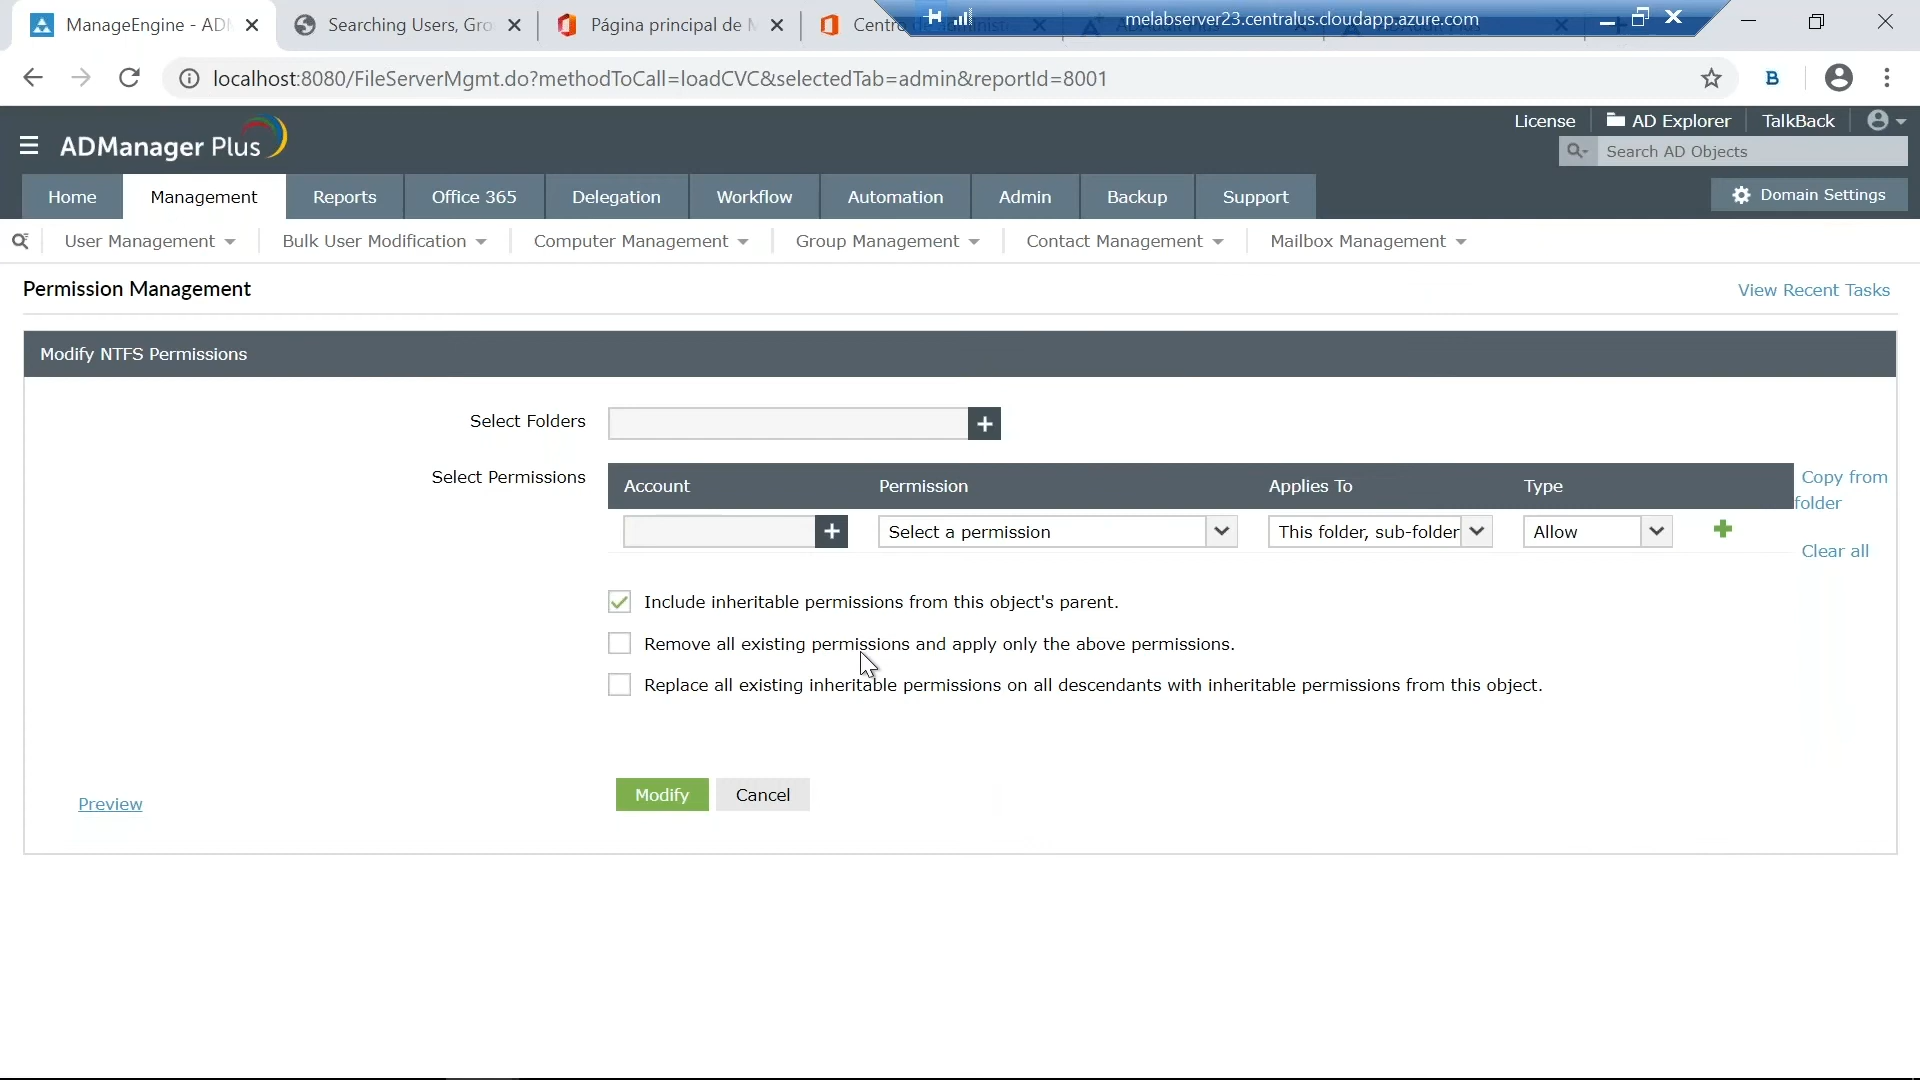 ManageEngine - AD
Searching Users, Gro
Página principal de M
Centro
melabserver23.centralus.cloudapp.azure.com
localhost:8080/FileServerMgmt.do?methodToCall=loadCVC&selectedTab=admin&reportId=8001
B
License
AD Explorer
TalkBack
ADManager Plus
Search AD Objects
Home
Management
Reports
Office 365
Delegation
Workflow
Automation
Admin
Backup
Support
Domain Settings
User Management
Bulk User Modification
Computer Management
Group Management
Contact Management
Mailbox Management
Permission Management
View Recent Tasks
Modify NTFS Permissions
Select Folders
Select Permissions
Account
Permission
Applies To
Type
Copy from
folder
Select a permission
This folder, sub-folder
Allow
Clear all
Include inheritable permissions from this object's parent.
Remove all existing permissions and apply only the above permissions.
Replace all existing inheritable permissions on all descendants with inheritable permissions from this object.
Modify
Cancel
Preview